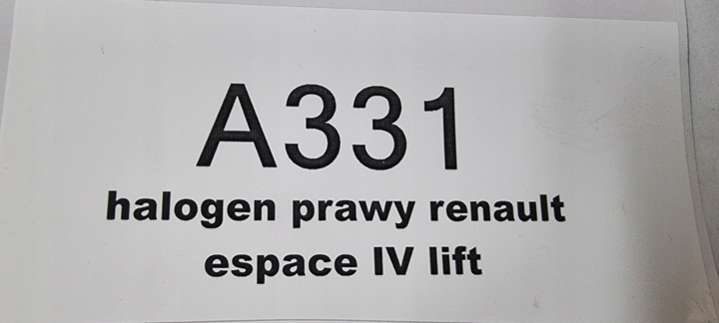 A331
halogen prawy renault
espace IV lift